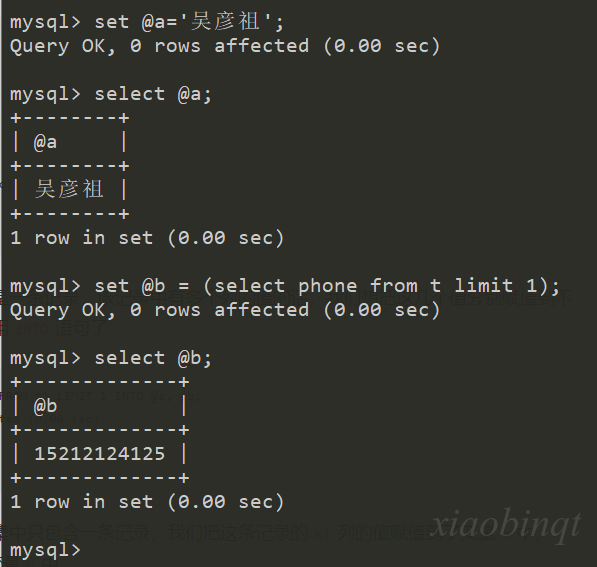 mysql> set @a='吴彦祖';
Query OK, 0 rows affected (0.00 sec)
mysql> select @a;
+--------+
| @a     |
+--------+
| 吴彦祖 |
+--------+
1 row in set (0.00 sec)
mysql> set @b = (select phone from t limit 1);
Query OK, 0 rows affected (0.00 sec)
mysql> select @b;
+-------------+
| @b          |
+-------------+
| 15212124125 |
+-------------+
1 row in set (0.00 sec)
xiaobinqt
mysql>